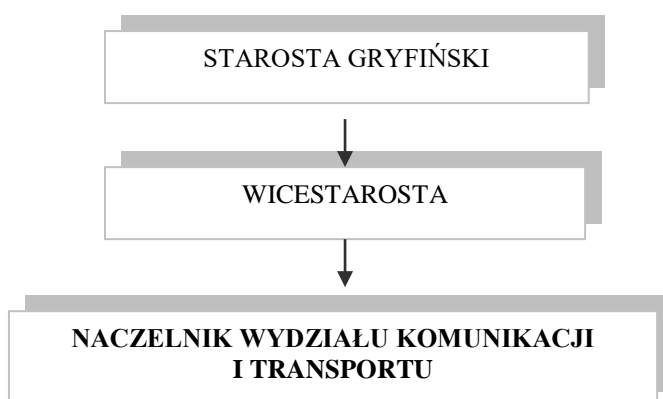 STAROSTA GRYFIŃSKI
WICESTAROSTA
NACZELNIK WYDZIAŁU KOMUNIKACJI
I TRANSPORTU